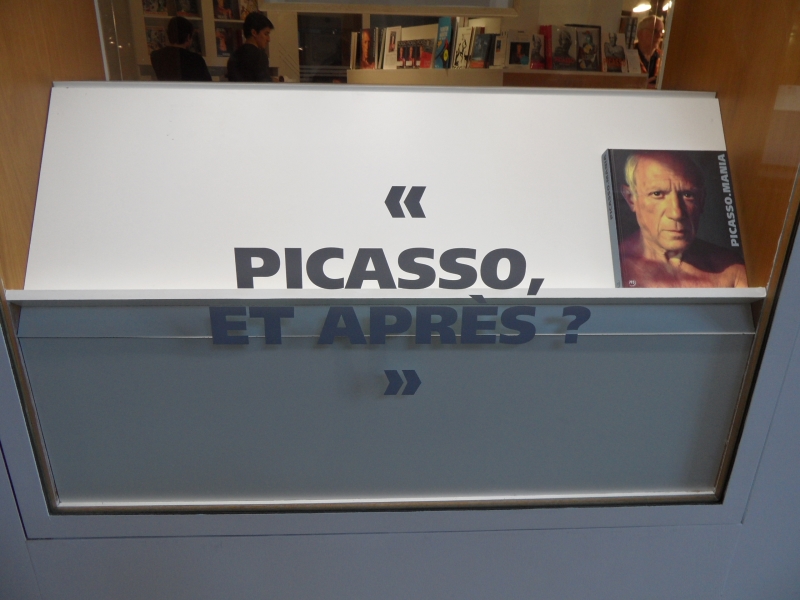 «
PICASSO,
ET APRÈS ?
»
PICASSO.MANIA